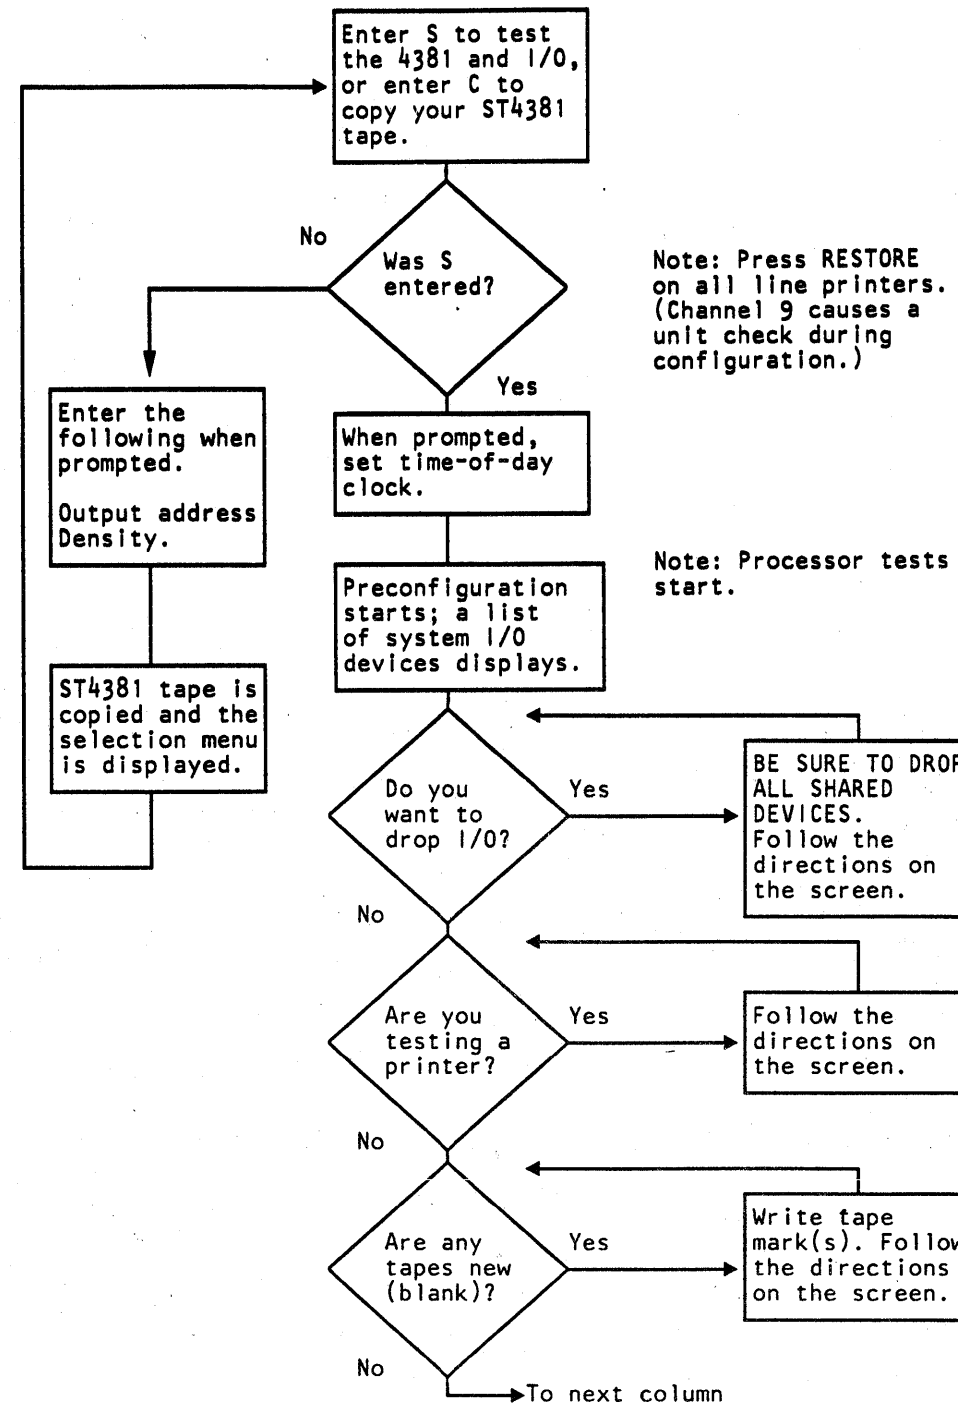 Enter S to test
the 4381 and I/O,
or enter C to
copy your ST4381
tape.
No
Was S
entered?
Yes
Note: Press RESTORE
on all line printers.
(Channel 9 causes a
unit check during
configuration.)
Enter the
following when
prompted.
Output address
Density.
When prompted,
set time-of-day
clock.
Note: Processor tests
start.
Preconfiguration
starts; a list
of system I/O
devices displays.
ST4381 tape is
copied and the
selection menu
is displayed.
Do you
want to
drop I/O?
Yes
BE SURE TO DROP
ALL SHARED
DEVICES.
Follow the
directions on
the screen.
No
Are you
testing a
printer?
Yes
Follow the
directions on
the screen.
No
Are any
tapes new
(blank)?
Yes
Write tape
mark(s). Follow
the directions
on the screen.
No
To next column